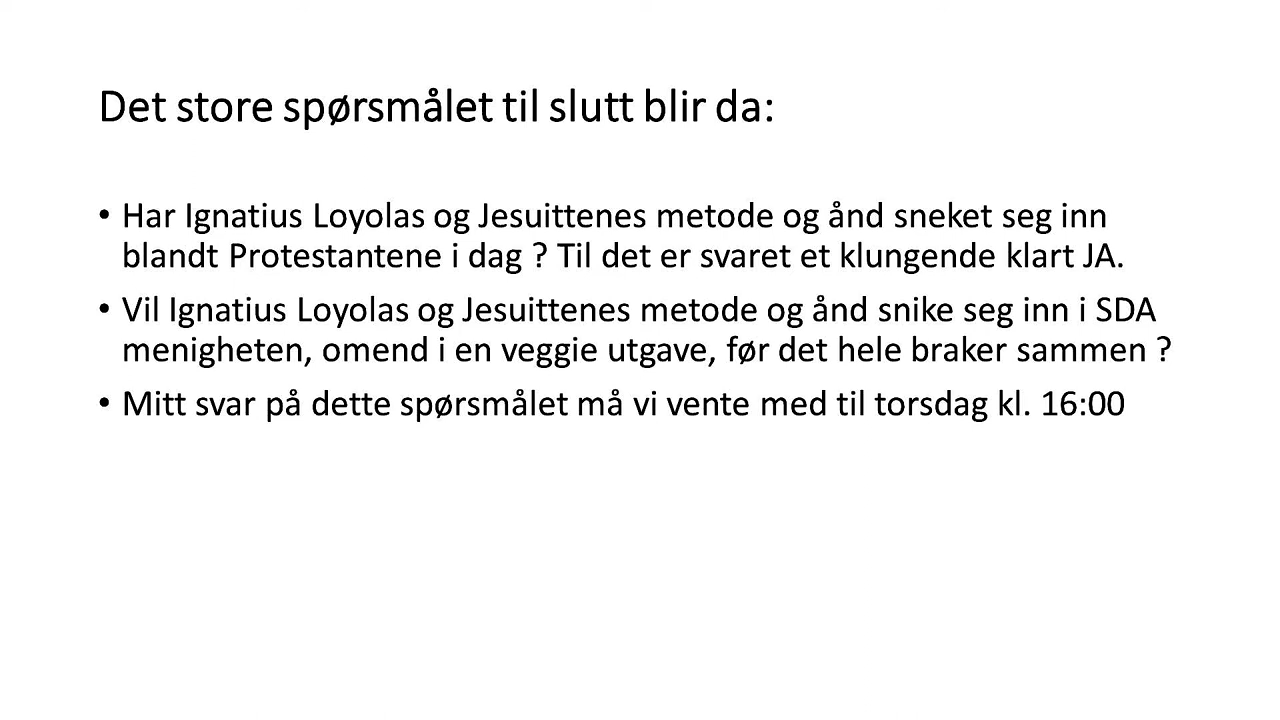 Det store spørsmålet til slutt blir da:
• Har Ignatius Loyolas og Jesuittenes metode og ånd sneket seg inn
blandt Protestantene i dag ? Til det er svaret et klungende klart JA.
• Vil Ignatius Loyolas og Jesuittenes metode og ånd snike seg inn i SDA
menigheten, omend i en veggie utgave, før det hele braker sammen ?
• Mitt svar på dette spørsmålet må vi vente med til torsdag kl. 16:00